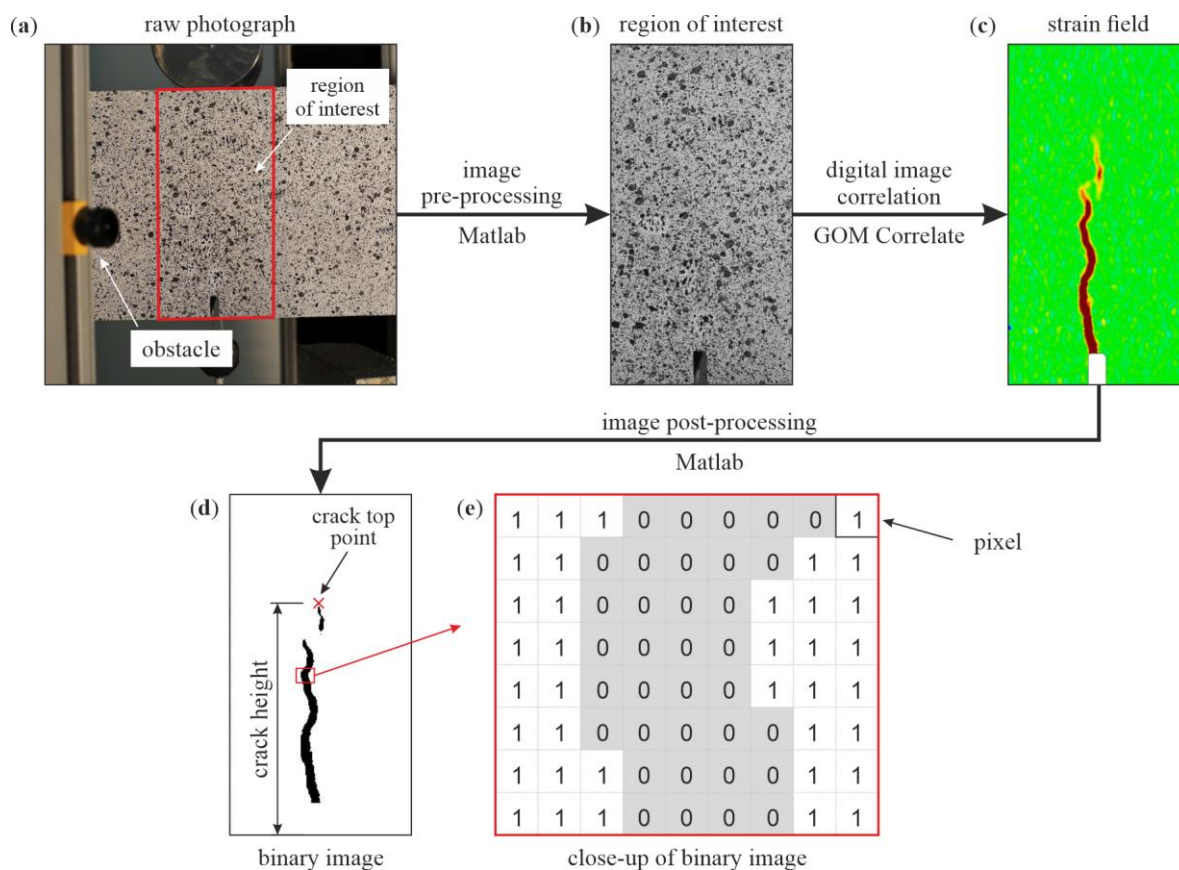 (a) raw photograph
region
of interest
obstacle
image
pre-processing
Matlab
(b) region of interest
digital image
correlation
GOM Correlate
(c) strain field
image post-processing
Matlab
(d)
crack top
point
crack height
binary image
(e)
1 1 1 0 0 0 0 0 1
1 1 0 0 0 0 0 1 1
1 1 0 0 0 0 1 1 1
1 1 0 0 0 0 1 1 1
1 1 0 0 0 0 1 1 1
1 1 0 0 0 0 0 1 1
1 1 1 0 0 0 0 1 1
1 1 1 0 0 0 0 1 1
pixel
close-up of binary image